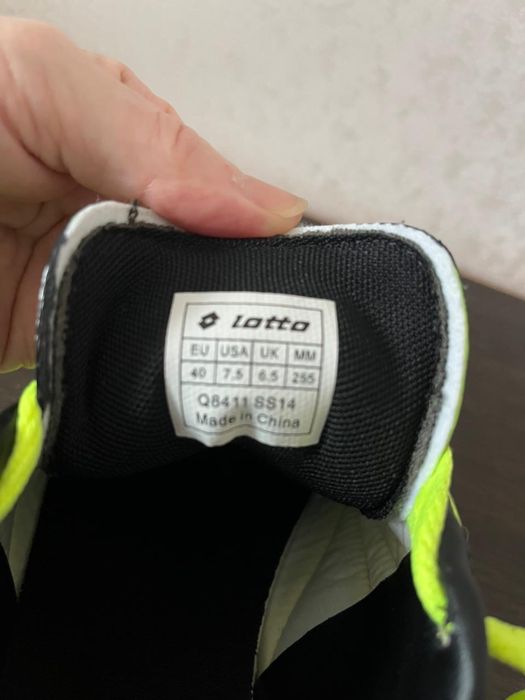 Lotto
EU USA UK MM
40 7.5 6.5 255
Q8411 SS14
Made in China